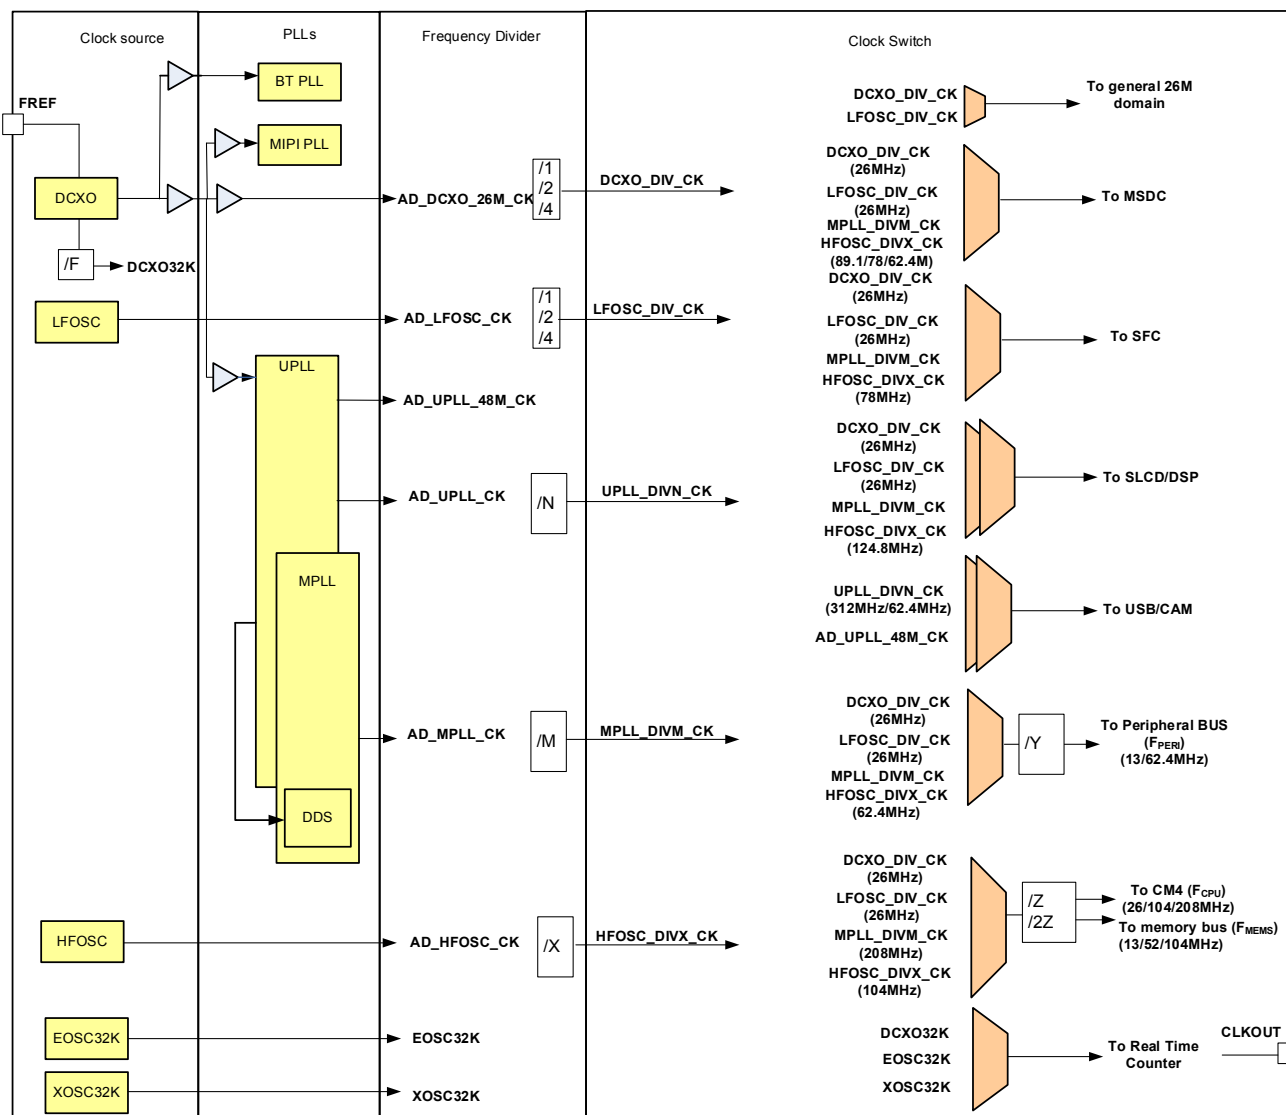 Clock source
PLLs
Frequency Divider
Clock Switch
FREF
BT PLL
MIPI PLL
DCXO
/F
DCXO32K
AD_DCXO_26M_CK
/1
/2
/4
DCXO_DIV_CK
LFOSC
AD_LFOSC_CK
/1
/2
/4
LFOSC_DIV_CK
UPLL
AD_UPLL_48M_CK
AD_UPLL_CK
/N
UPLL_DIVN_CK
MPLL
AD_MPLL_CK
/M
MPLL_DIVM_CK
DDS
HFOSC
AD_HFOSC_CK
/X
HFOSC_DIVX_CK
EOSC32K
EOSC32K
XOSC32K
XOSC32K
DCXO_DIV_CK
LFOSC_DIV_CK
To general 26M
domain
DCXO_DIV_CK
(26MHz)
LFOSC_DIV_CK
(26MHz)
MPLL_DIVM_CK
HFOSC_DIVX_CK
(89.1/78/62.4M)
To MSDC
DCXO_DIV_CK
(26MHz)
LFOSC_DIV_CK
(26MHz)
MPLL_DIVM_CK
HFOSC_DIVX_CK
(78MHz)
To SFC
DCXO_DIV_CK
(26MHz)
LFOSC_DIV_CK
(26MHz)
MPLL_DIVM_CK
HFOSC_DIVX_CK
(124.8MHz)
To SLCD/DSP
UPLL_DIVN_CK
(312MHz/62.4MHz)
AD_UPLL_48M_CK
To USB/CAM
DCXO_DIV_CK
(26MHz)
LFOSC_DIV_CK
(26MHz)
MPLL_DIVM_CK
HFOSC_DIVX_CK
(62.4MHz)
/Y
To Peripheral BUS
(FPERI)
(13/62.4MHz)
DCXO_DIV_CK
(26MHz)
LFOSC_DIV_CK
(26MHz)
MPLL_DIVM_CK
(208MHz)
HFOSC_DIVX_CK
(104MHz)
/Z
/2Z
To CM4 (FCPU)
(26/104/208MHz)
To memory bus (FMEMS)
(13/52/104MHz)
DCXO32K
EOSC32K
XOSC32K
To Real Time
Counter
CLKOUT